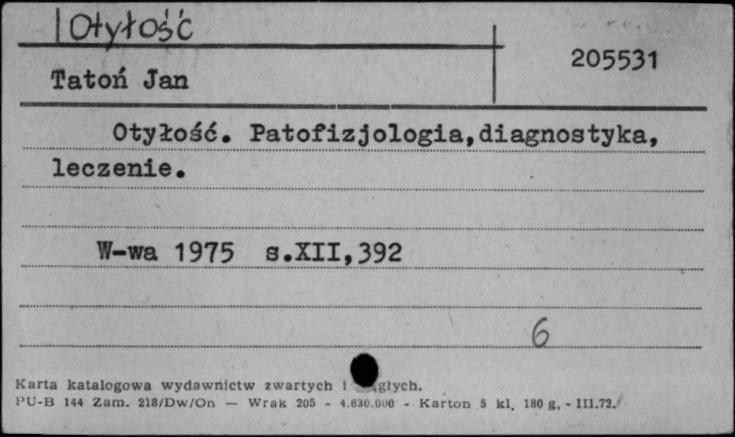 Otyłość
205531
Tatoń Jan
Otyłość. Patofizjologia,diagnostyka,
leczenie.
W-wa 1975 s.XII,392
6
Karta katalogowa wydawnictw zwartych i
PU-B 144 Zam. 218/Dw/On — Wrak 205 - 4.630.000 - Karton 5 kl. 180 g. - III.72.